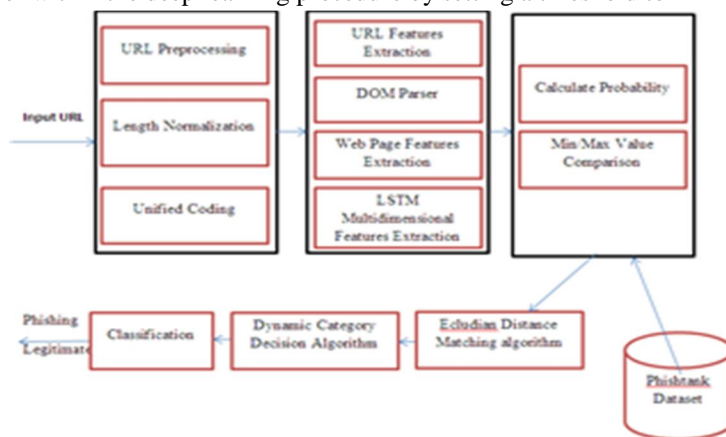 URL Preprocessing
Input URL
Length Normalization
Unified Coding
URL Features
Extraction
DOM Parser
Web Page Features
Extraction
LSTM
Multidimensional
Features Extraction
Calculate Probability
Min/Max Value
Comparison
Phishing
Legitimate
Classification
Dynamic Category
Decision Algorithm
Ecludian Distance
Matching algorithm
Phishtank
Dataset